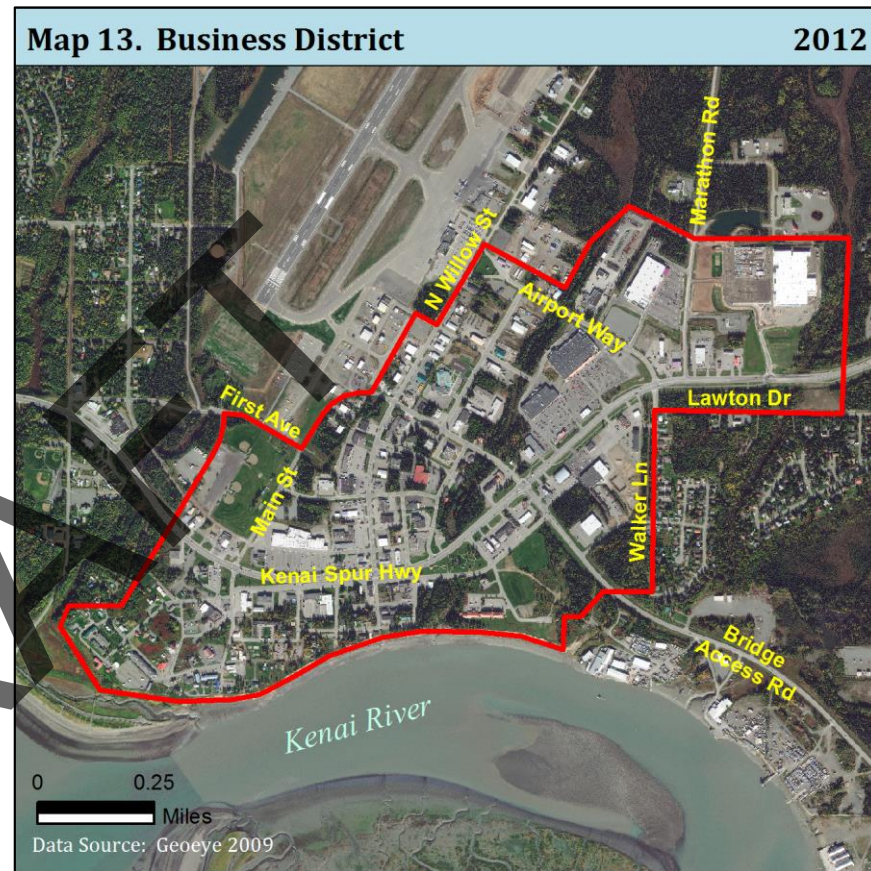 Map 13. Business District 2012
Marathon Rd
N Willow St
Airport Way
First Ave
Lawton Dr
Main St
Walker Ln
Kenai Spur Hwy
Bridge
Access Rd
Kenai River
0 0.25
Miles
Data Source: Geoeye 2009